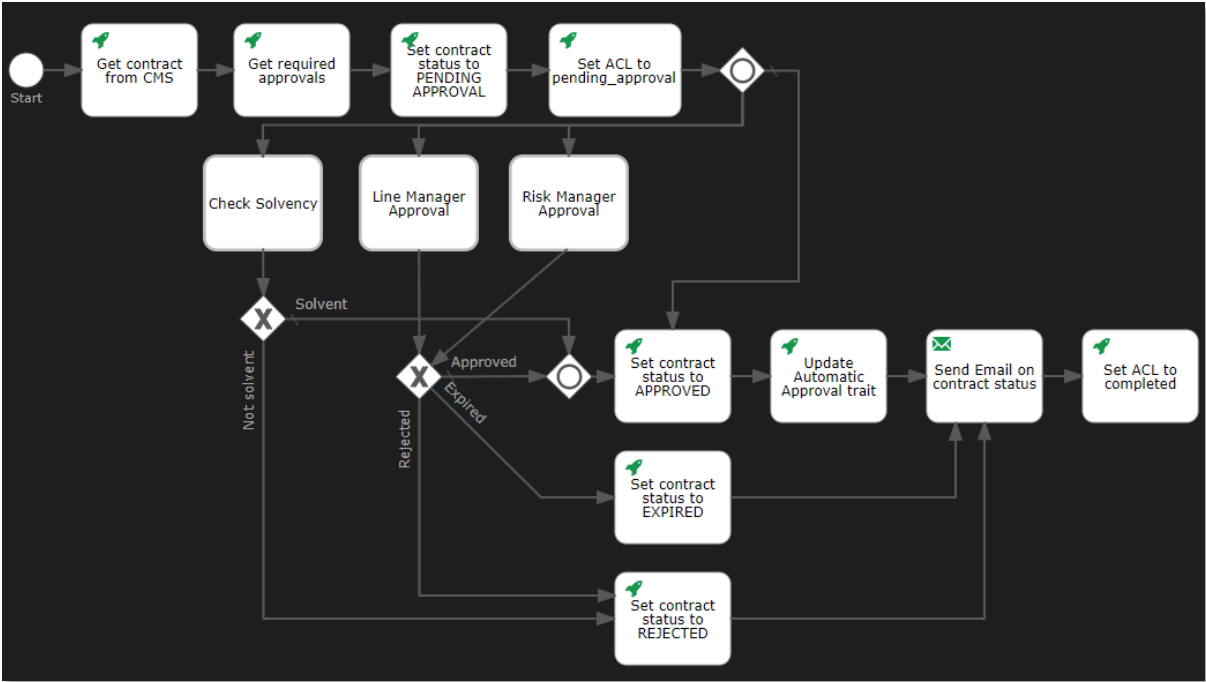 Start
Get contract
from CMS
Get required
approvals
Set contract
status to
PENDING
APPROVAL
Set ACL to
pending_approval
Check Solvency
Line Manager
Approval
Risk Manager
Approval
Solvent
Not solvent
Approved
Expired
Rejected
Set contract
status to
APPROVED
Update
Automatic
Approval trait
Send Email on
contract status
Set ACL to
completed
Set contract
status to
EXPIRED
Set contract
status to
REJECTED